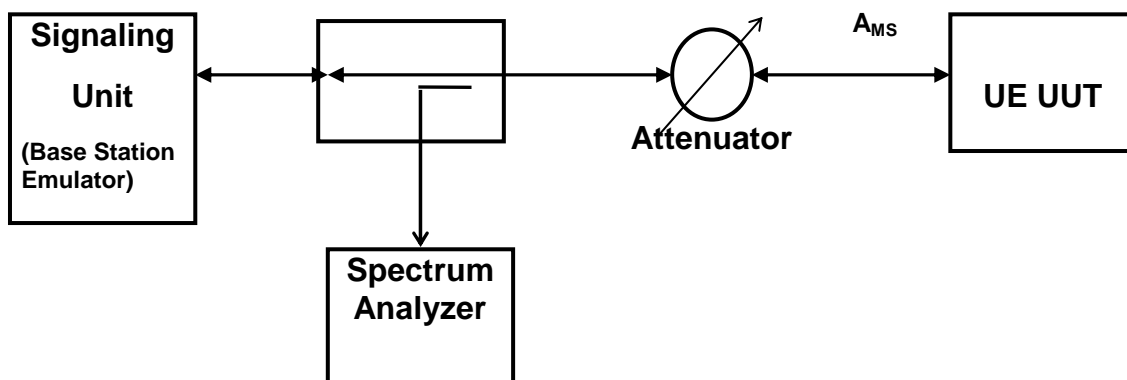 Signaling
Unit
(Base Station
Emulator)
AMS
Attenuator
UE UUT
Spectrum
Analyzer